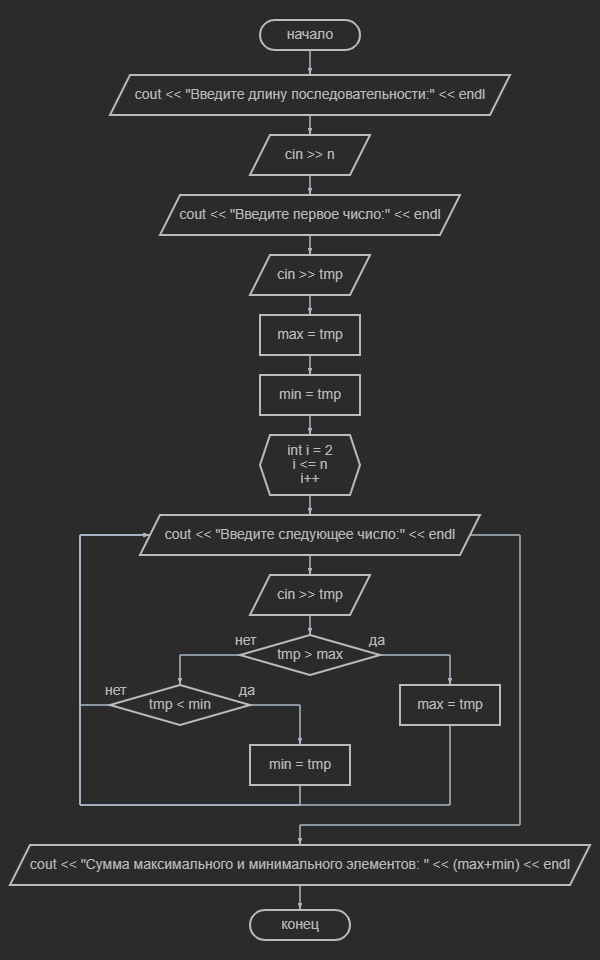 начало
cout << "Введите длину последовательности:" << endl
cin >> n
cout << "Введите первое число:" << endl
cin >> tmp
max = tmp
min = tmp
int i = 2
i <= n
i++
cout << "Введите следующее число:" << endl
cin >> tmp
нет
да
tmp > max
нет
да
tmp < min
max = tmp
min = tmp
cout << "Сумма максимального и минимального элементов: " << (max+min) << endl
конец